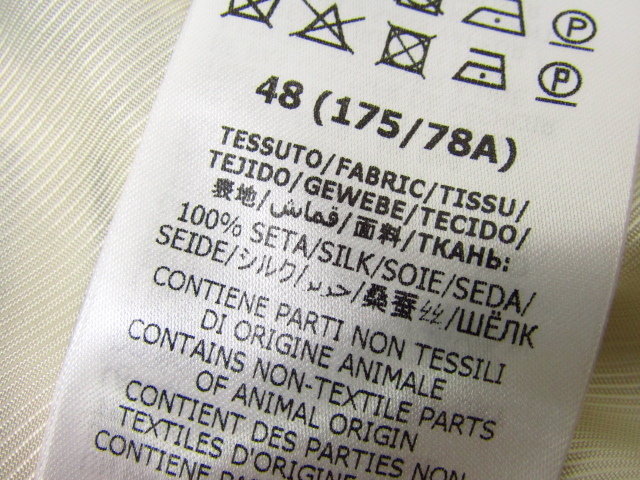 P
P
48 (175/78A)
TESSUTO/FABRIC/TISSU/
TEJIDO/GEWEBE/TECIDO/
表地/قماش/面料/ТКАНЬ:
100% SETA/SILK/SOIE/SEDA/
SEIDE/シルク/حرير/桑蚕丝/ШЁЛК
CONTIENE PARTI NON TESSILI
DI ORIGINE ANIMALE
CONTAINS NON-TEXTILE PARTS
OF ANIMAL ORIGIN
CONTIENT DES PARTIES NON
TEXTILES D'ORIGINE
CONTIENE